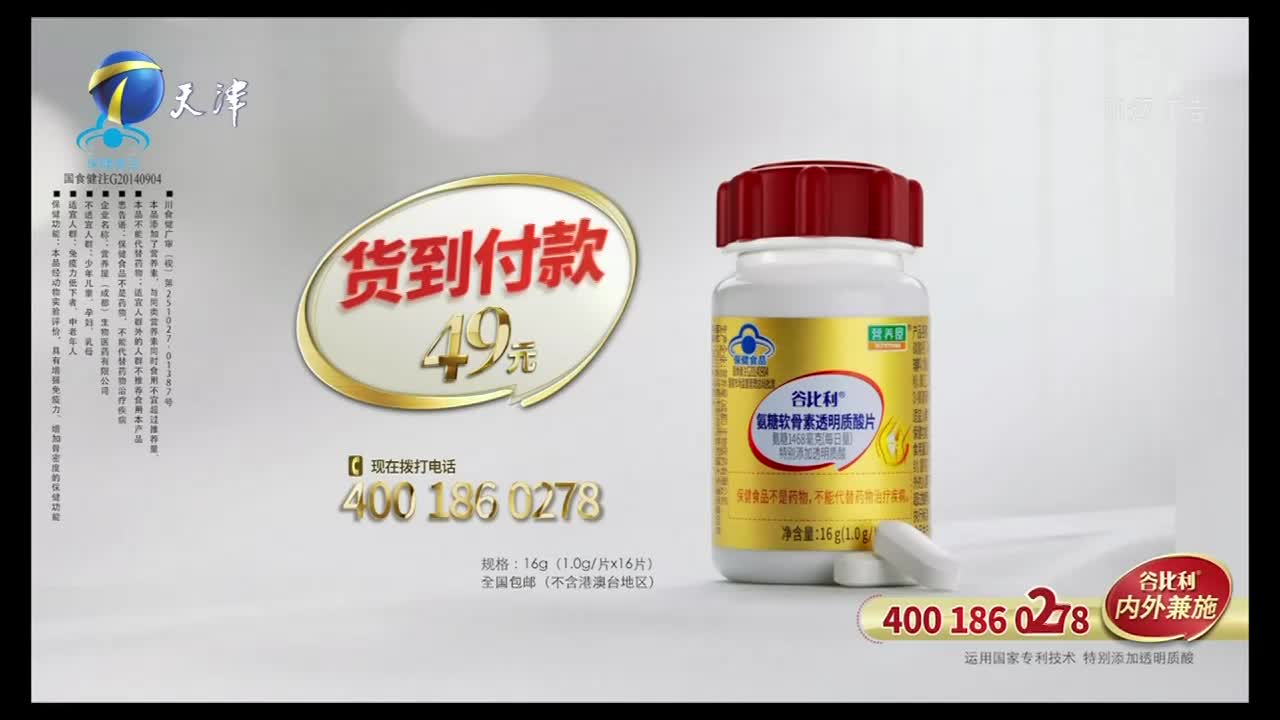 天津
保健食品
国食健注G20140904
■川食健广审（视）第251027-01387号
本品添加了营养素，与同类营养素同时食用不宜超过推荐量，
■本品不能代替药物；适宜人群外的人群不推荐食用本产品
■忠告语：保健食品不是药物，不能代替药物治疗疾病
■企业名称：营养屋（成都）生物医药有限公司
■不适宜人群：少年儿童、孕妇、乳母
■适宜人群：免疫力低下者、中老年人
■保健功能：本品经动物实验评价，具有增强免疫力、增加骨密度的保健功能
货到付款
49元
现在拨打电话
400 186 0278
规格：16g（1.0g/片x16片）
全国包邮（不含港澳台地区）
保健食品
营养屋®
谷比利®
氨糖软骨素透明质酸片
氨糖1468毫克(每日量)
特别添加透明质酸
保健食品不是药物，不能代替药物治疗疾病。
净含量:16g(1.0g/
400 186 0278
谷比利®
内外兼施
运用国家专利技术 特别添加透明质酸